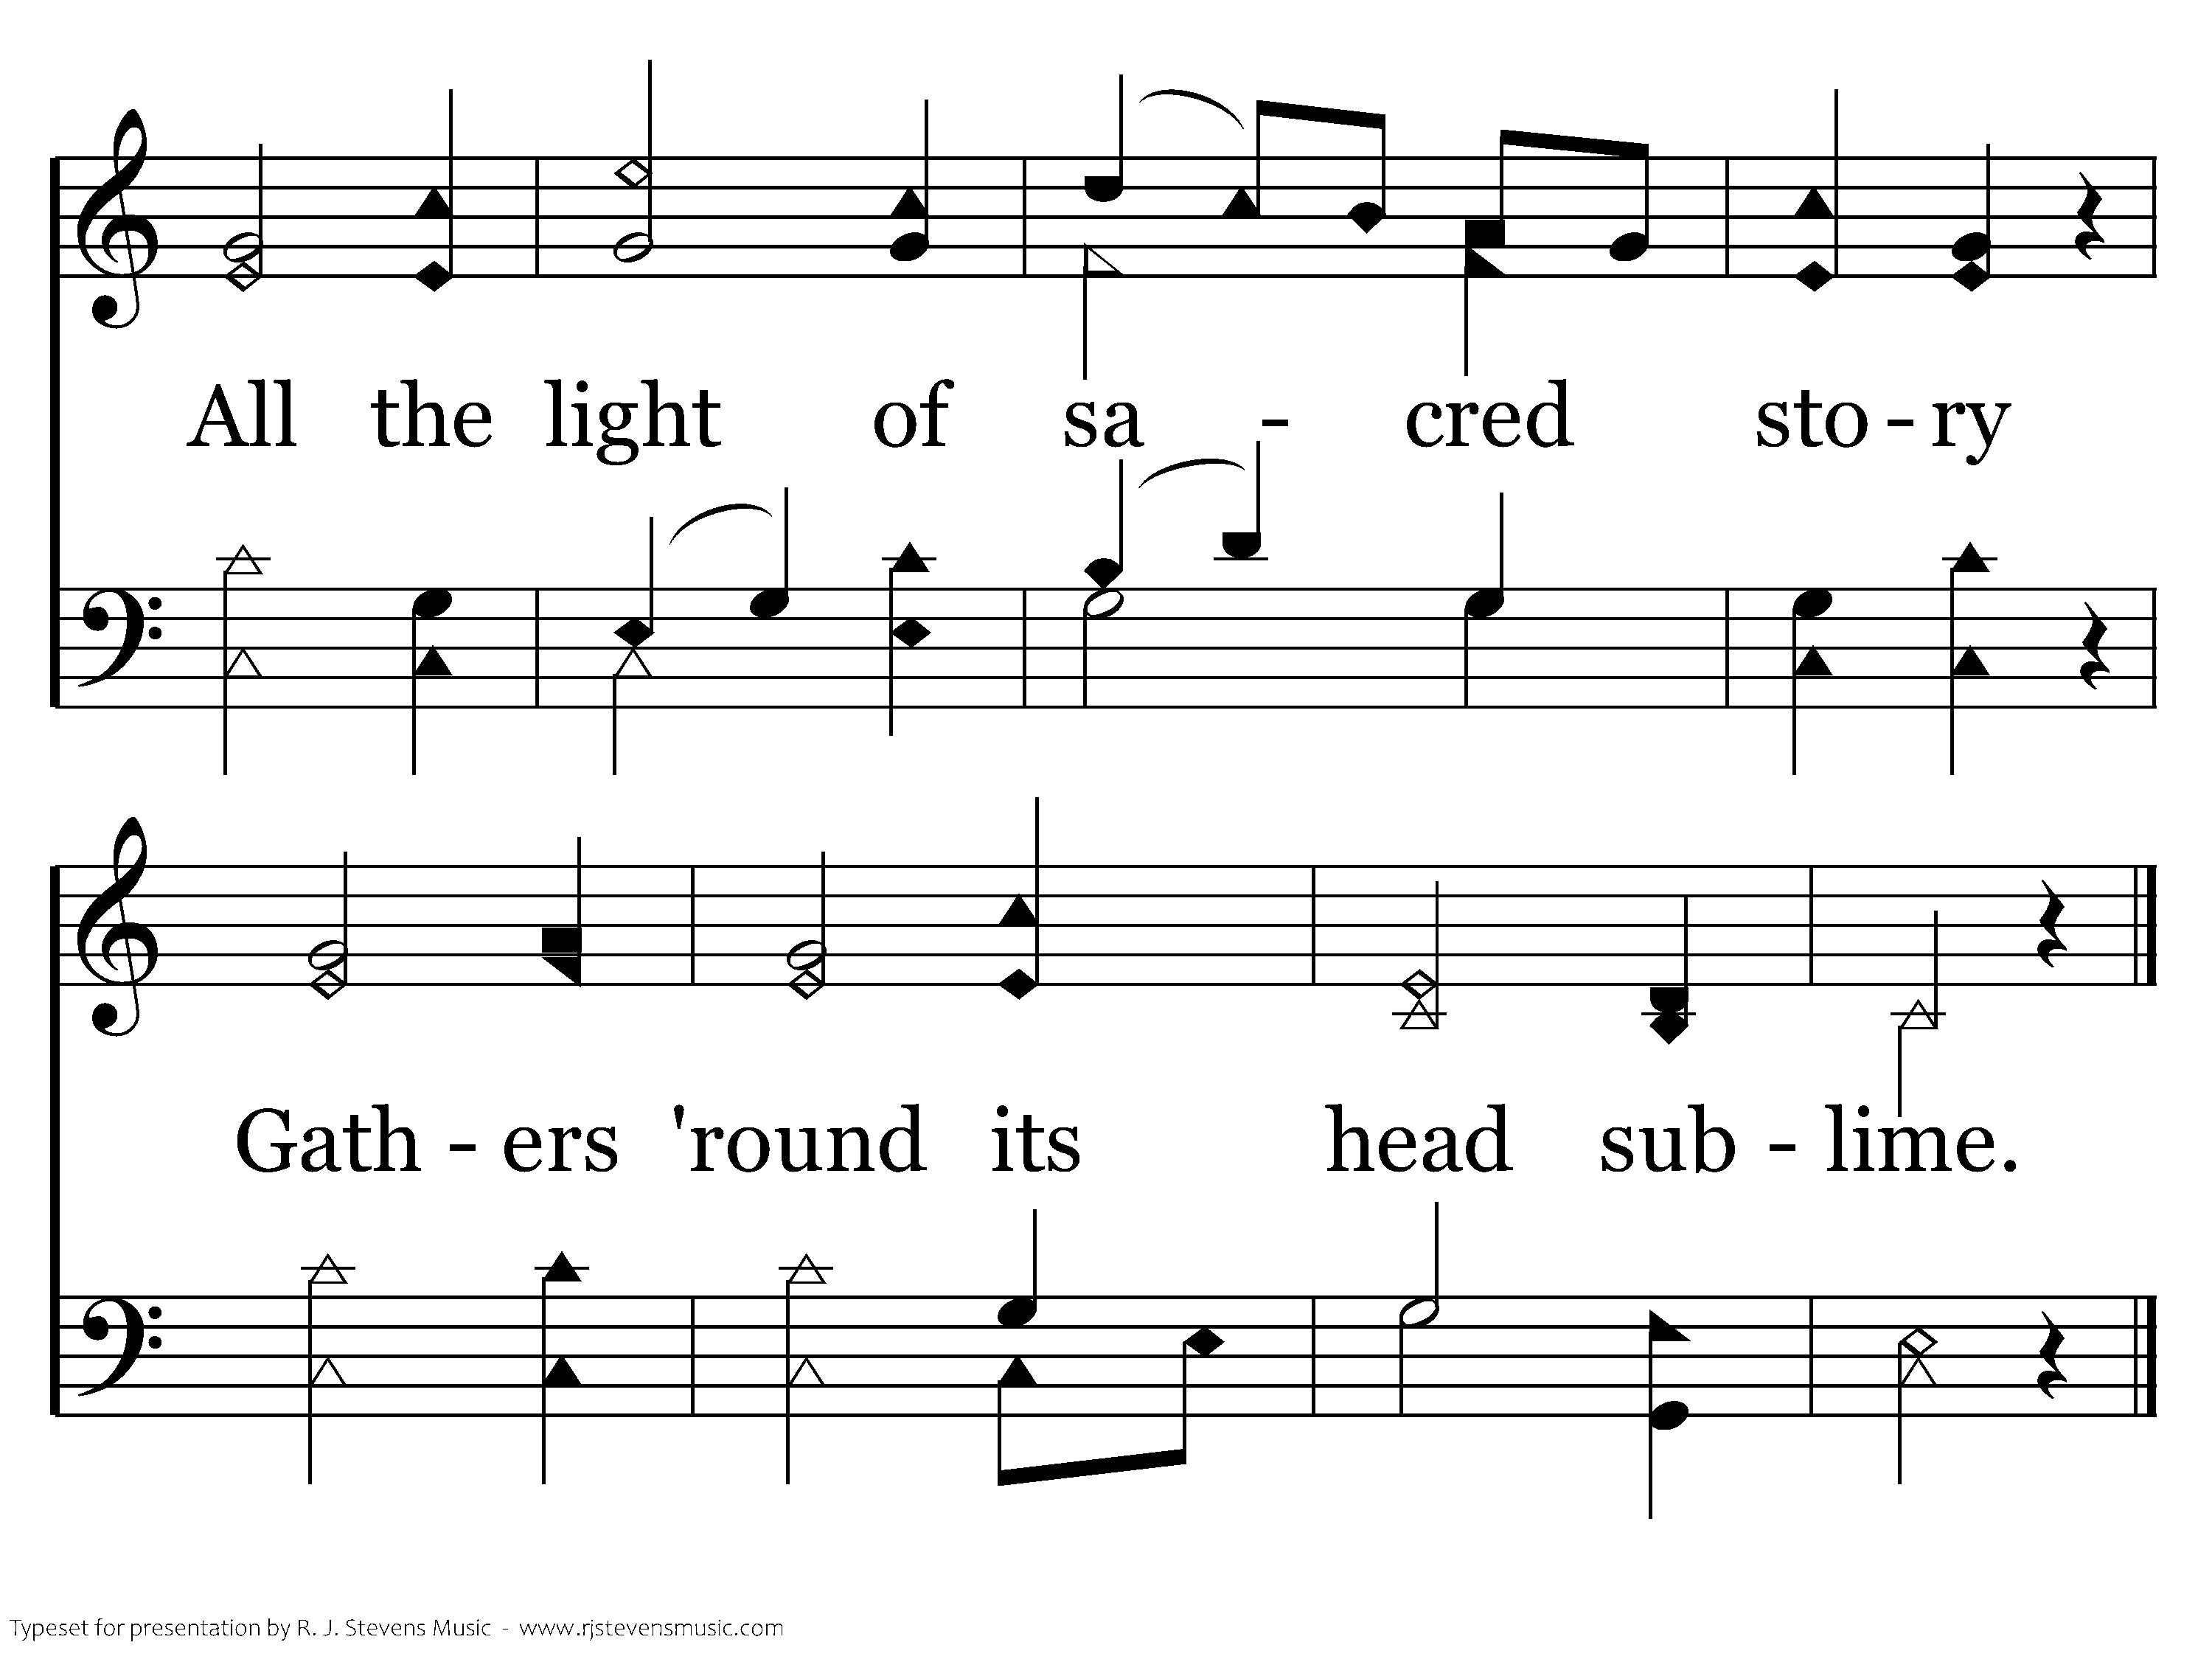 All the light of sa - cred sto - ry
Gath - ers 'round its head sub - lime.
Typeset for presentation by R. J. Stevens Music - www.rjstevensmusic.com